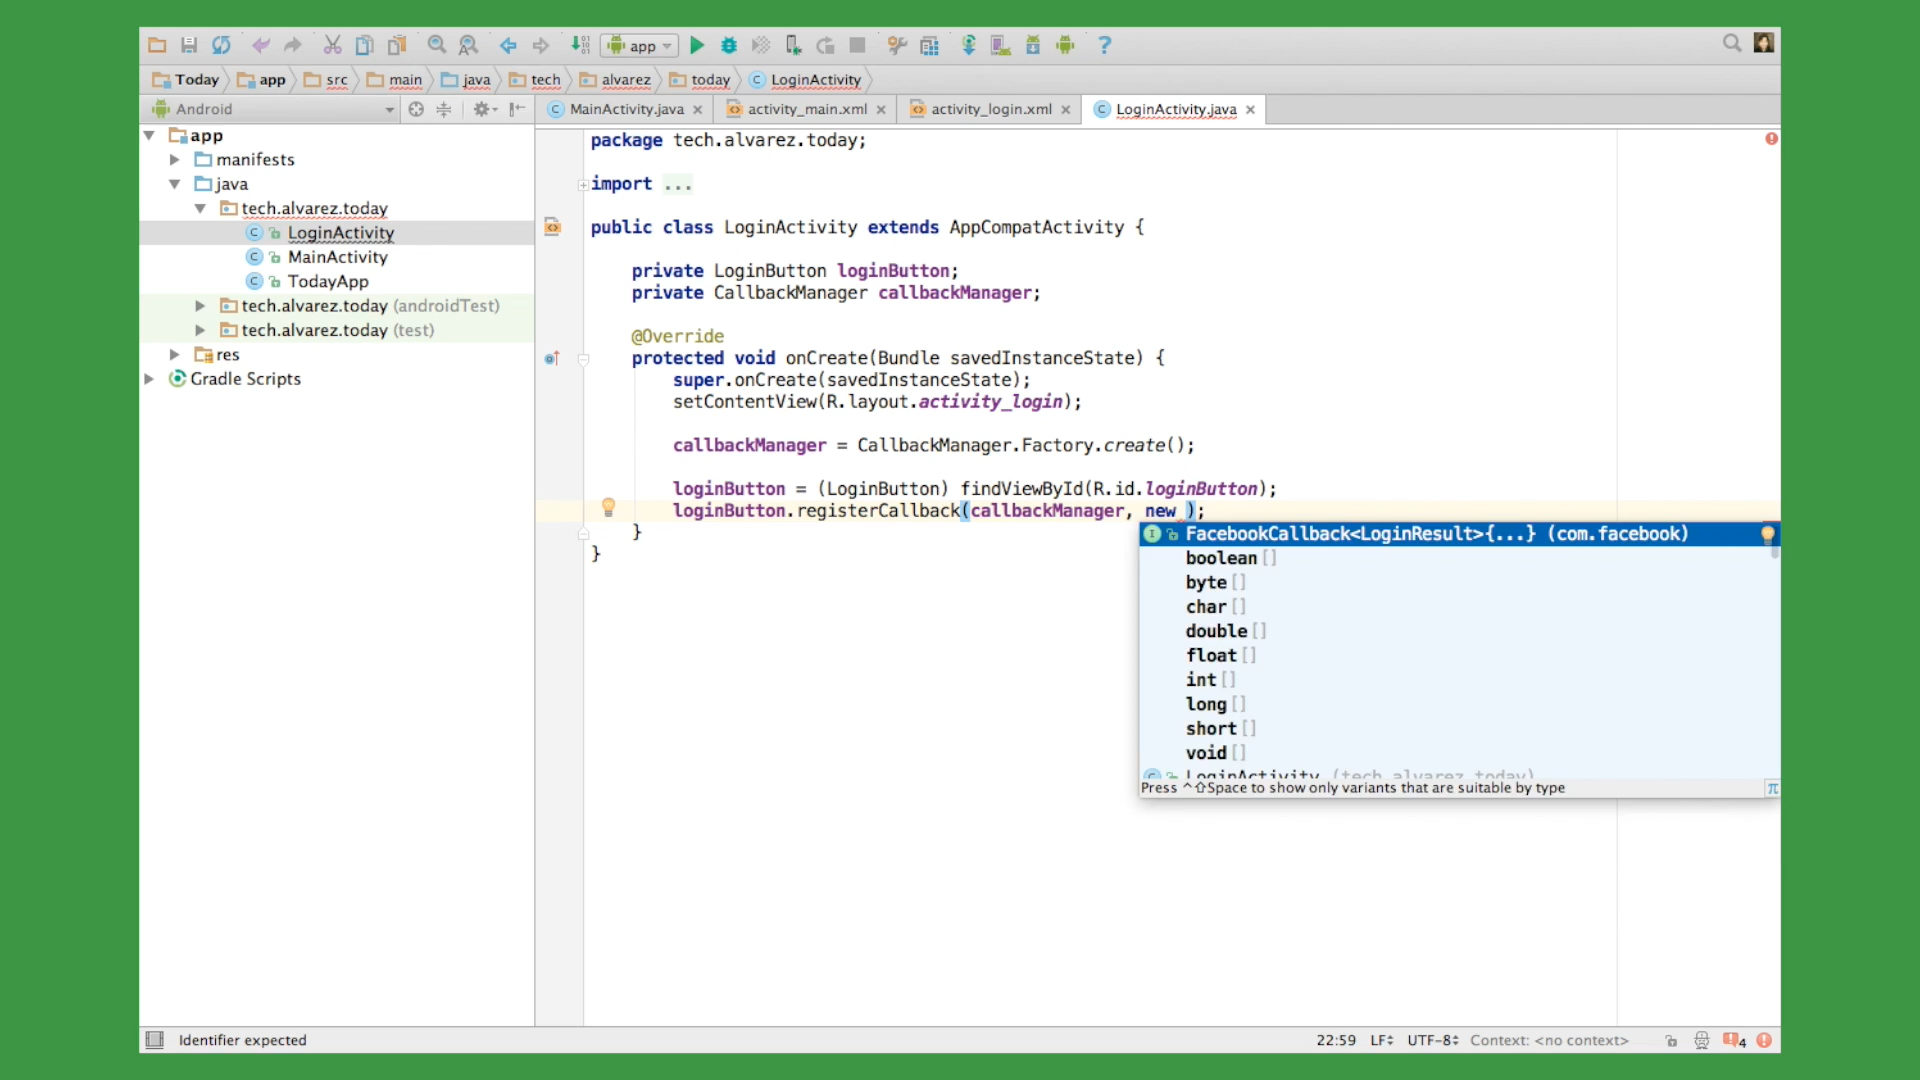 app
Today app src main java tech alvarez today LoginActivity
Android
MainActivity.java activity_main.xml activity_login.xml LoginActivity.java
app
manifests
java
tech.alvarez.today
LoginActivity
MainActivity
TodayApp
tech.alvarez.today (androidTest)
tech.alvarez.today (test)
res
Gradle Scripts
package tech.alvarez.today;
import ...
public class LoginActivity extends AppCompatActivity {
private LoginButton loginButton;
private CallbackManager callbackManager;
@Override
protected void onCreate(Bundle savedInstanceState) {
super.onCreate(savedInstanceState);
setContentView(R.layout.activity_login);
callbackManager = CallbackManager.Factory.create();
loginButton = (LoginButton) findViewById(R.id.loginButton);
loginButton.registerCallback(callbackManager, new );
}
}
FacebookCallback<LoginResult>{...} (com.facebook)
boolean[]
byte[]
char[]
double[]
float[]
int[]
long[]
short[]
void[]
LoginActivity (tech.alvarez.today)
Press ^⇧Space to show only variants that are suitable by type π
Identifier expected
22:59 LF UTF-8 Context: <no context> 4